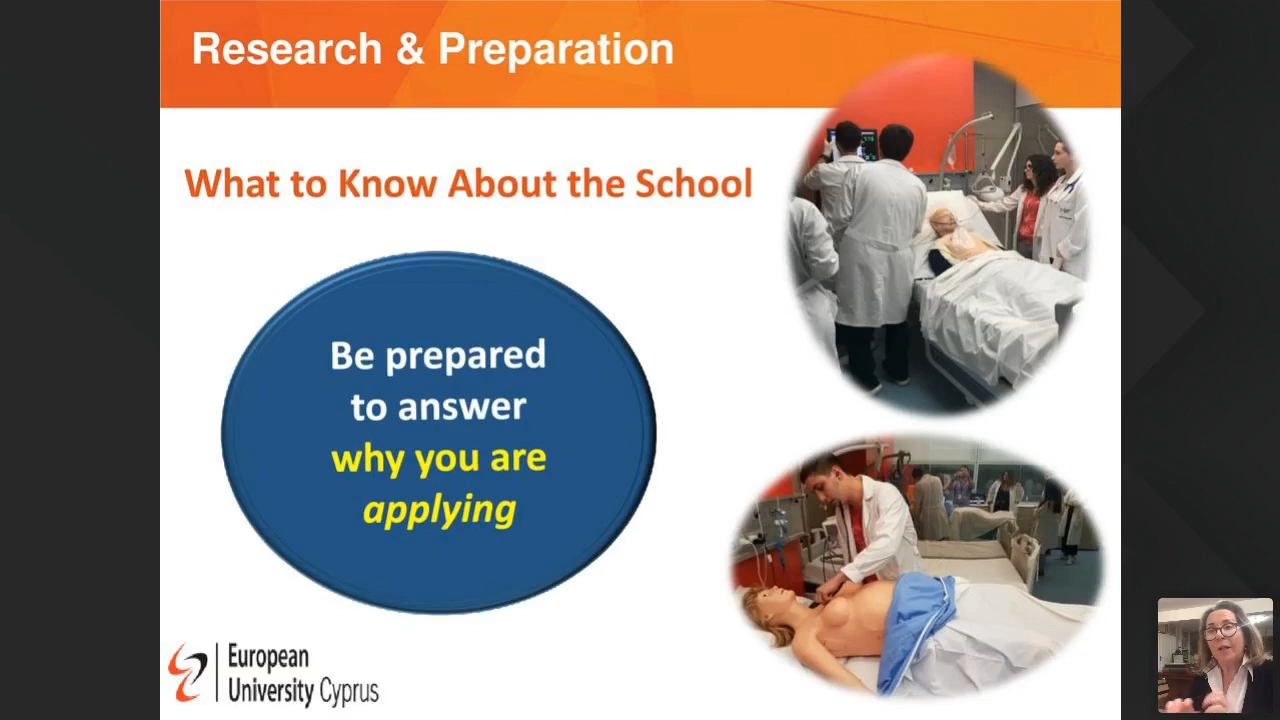 Research & Preparation
What to Know About the School
Be prepared
to answer
why you are
applying
European
University Cyprus